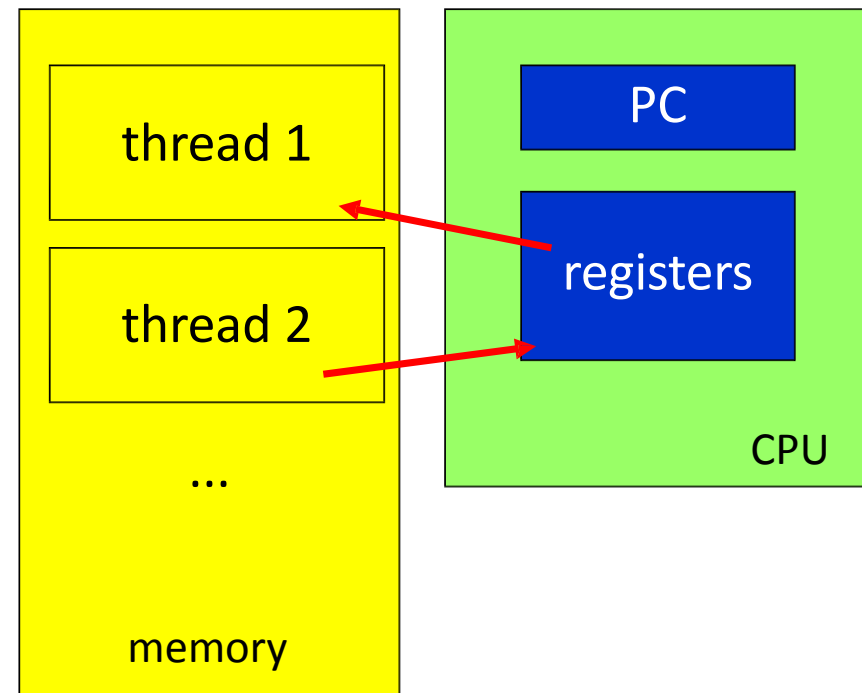 thread 1
thread 2
...
memory
PC
registers
CPU